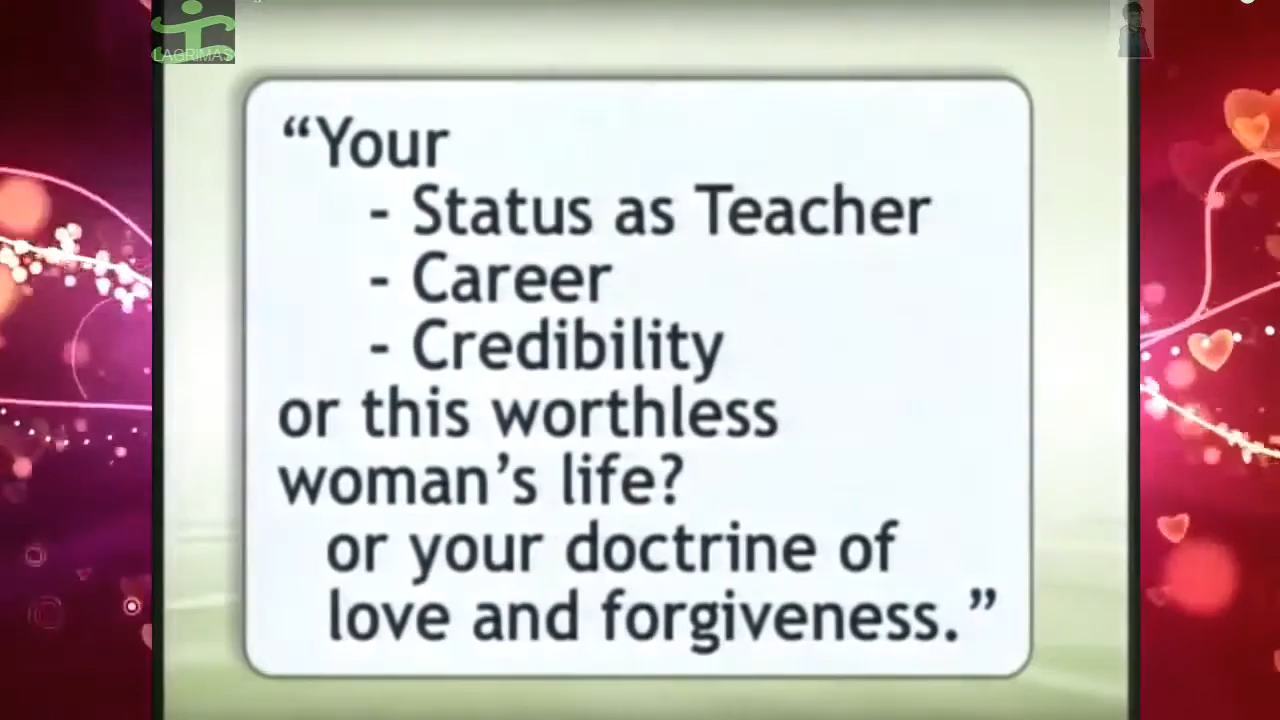 LAGRIMAS
“Your
- Status as Teacher
- Career
- Credibility
or this worthless
woman’s life?
or your doctrine of
love and forgiveness.”